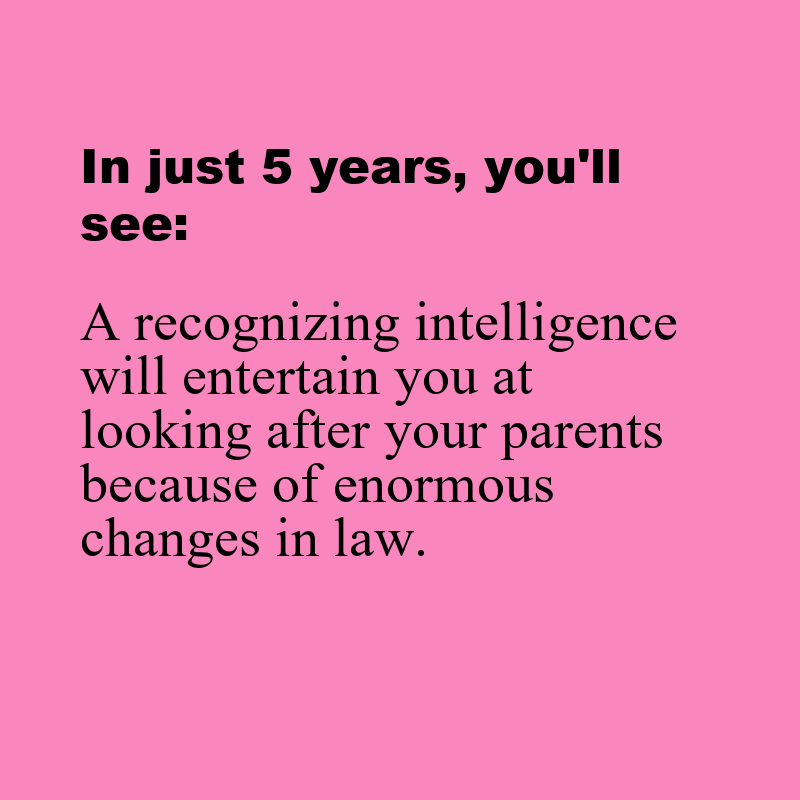 In just 5 years, you'll
see:
A recognizing intelligence
will entertain you at
looking after your parents
because of enormous
changes in law.